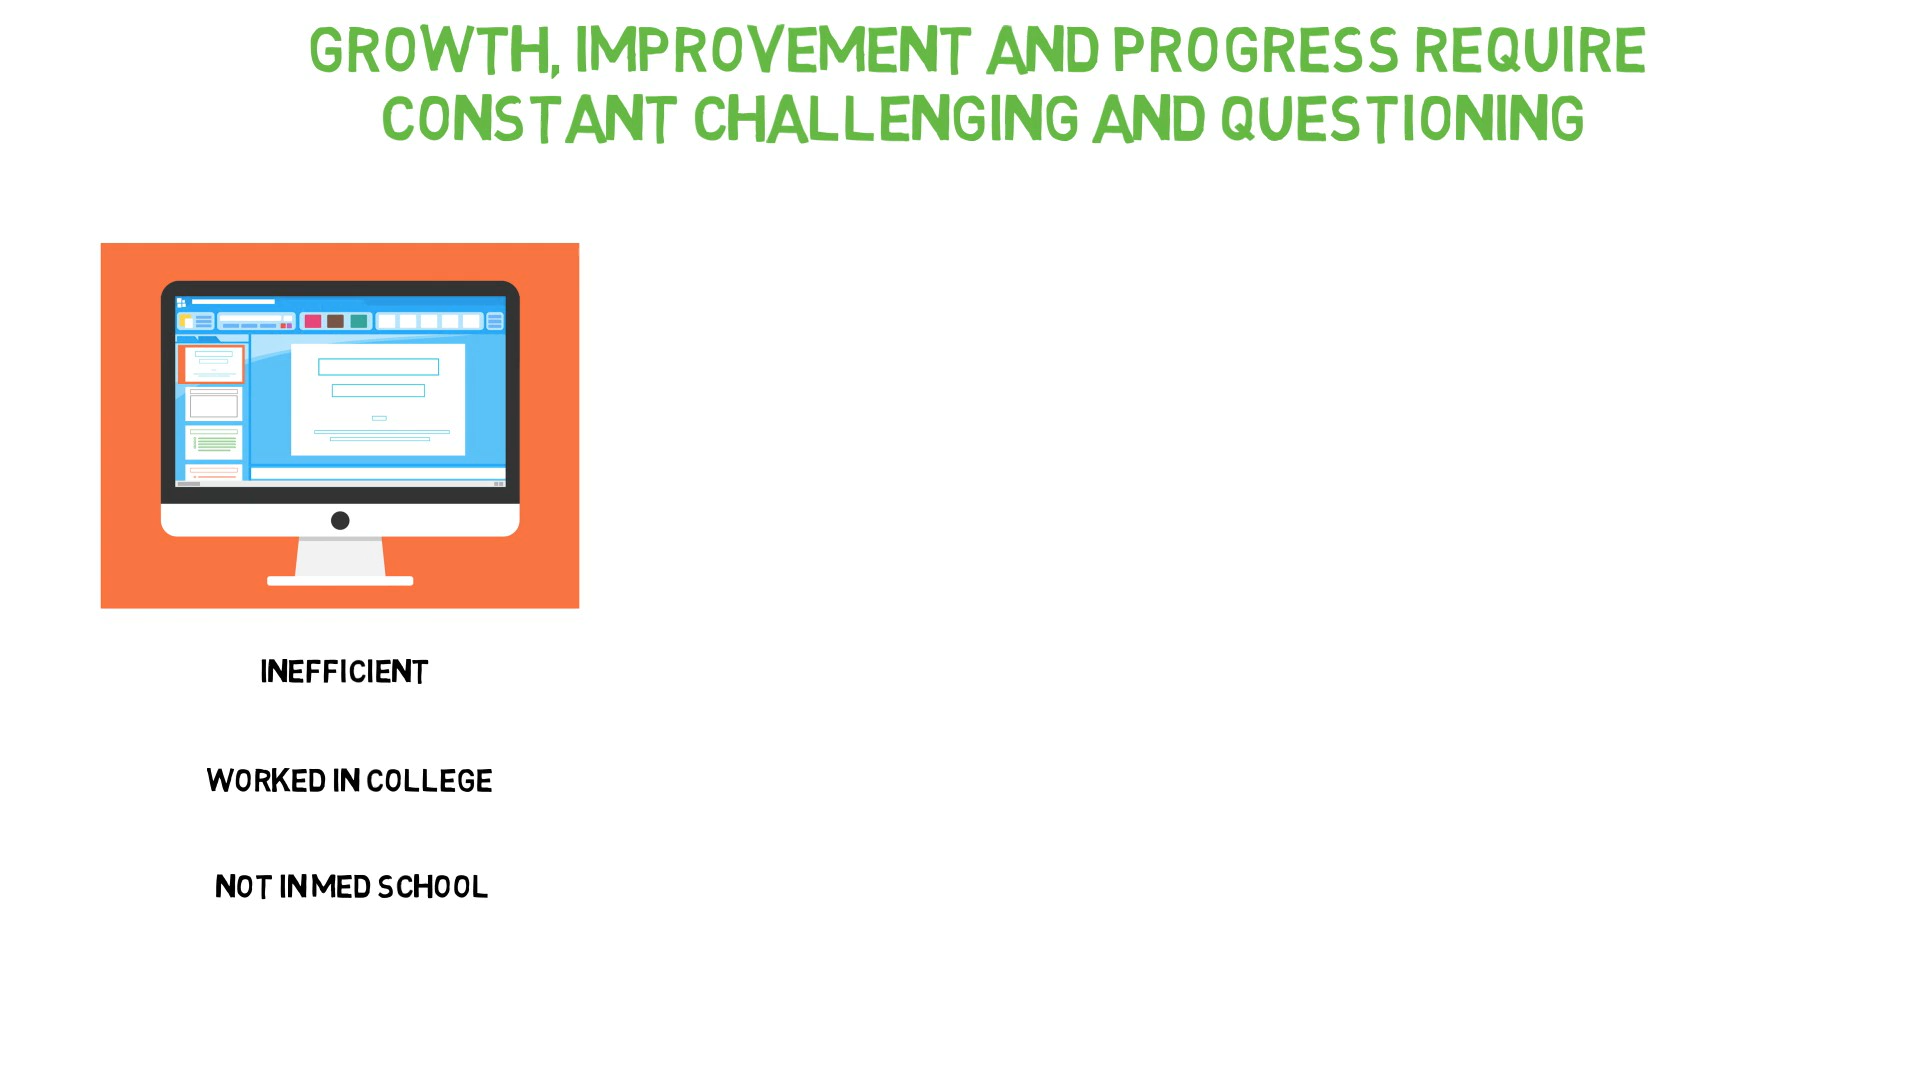 GROWTH, IMPROVEMENT AND PROGRESS REQUIRE
CONSTANT CHALLENGING AND QUESTIONING
INEFFICIENT
WORKED IN COLLEGE
NOT IN MED SCHOOL